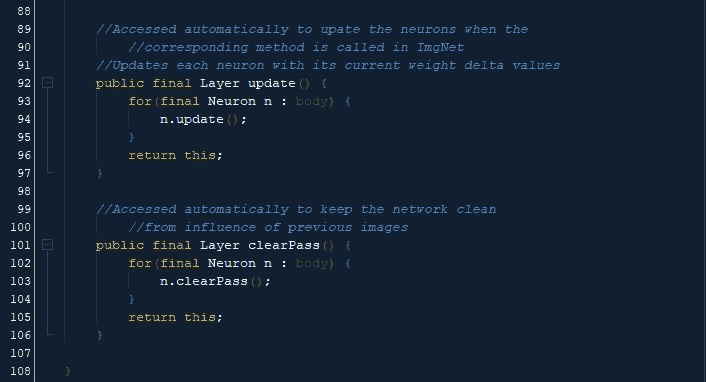 88
89 //Accessed automatically to upate the neurons when the
90 //corresponding method is called in ImgNet
91 //Updates each neuron with its current weight delta values
92 public final Layer update() {
93 for(final Neuron n : body) {
94 n.update();
95 }
96 return this;
97 }
98
99 //Accessed automatically to keep the network clean
100 //from influence of previous images
101 public final Layer clearPass() {
102 for(final Neuron n : body) {
103 n.clearPass();
104 }
105 return this;
106 }
107
108 }